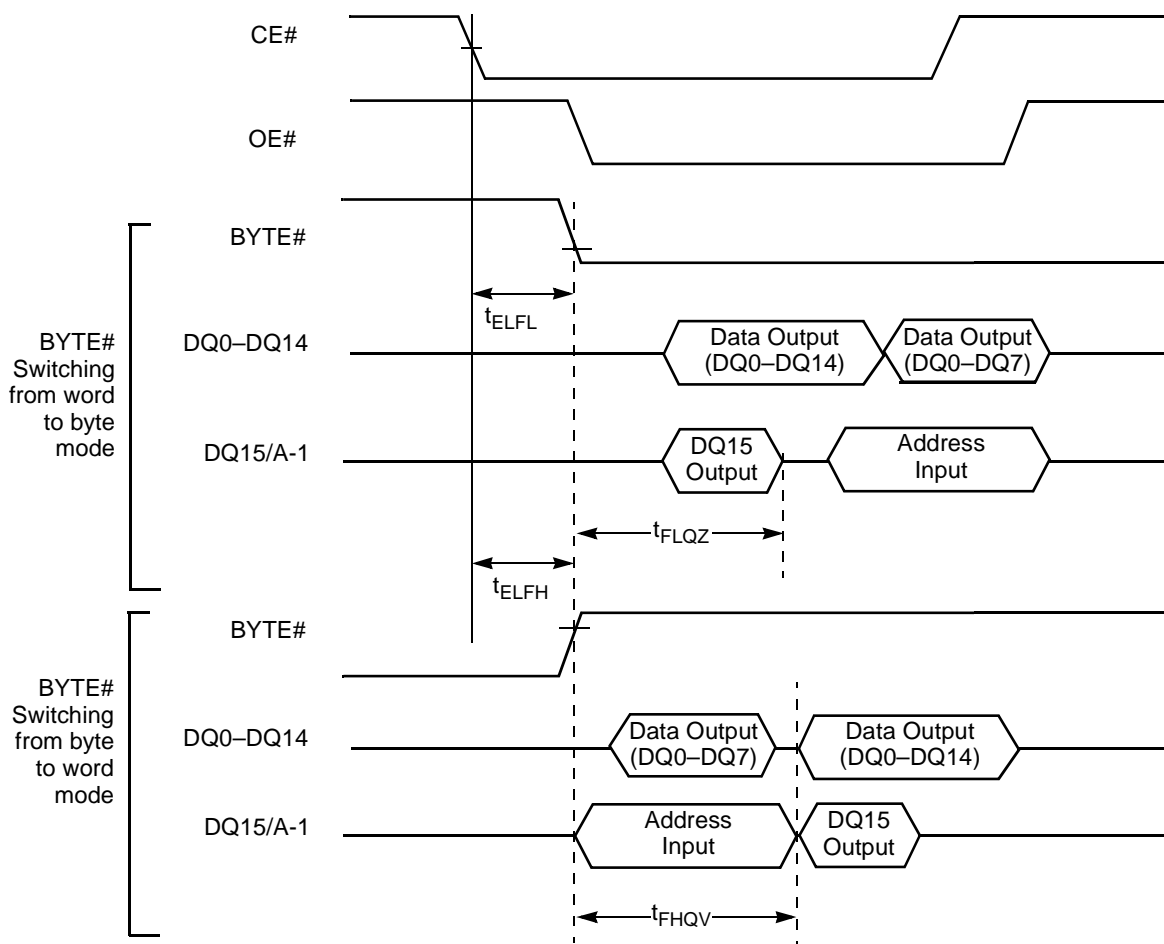 CE#
OE#
BYTE#
tELFL
BYTE#
Switching
from word
to byte
mode
DQ0–DQ14
Data Output
(DQ0–DQ14)
Data Output
(DQ0–DQ7)
DQ15/A-1
DQ15
Output
Address
Input
tFLQZ
tELFH
BYTE#
BYTE#
Switching
from byte
to word
mode
DQ0–DQ14
Data Output
(DQ0–DQ7)
Data Output
(DQ0–DQ14)
DQ15/A-1
Address
Input
DQ15
Output
tFHQV